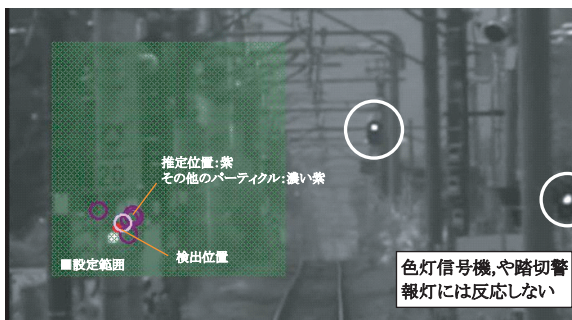 推定位置：紫
その他のパーティクル：濃い紫
検出位置
■設定範囲
色灯信号機,や踏切警
報灯には反応しない